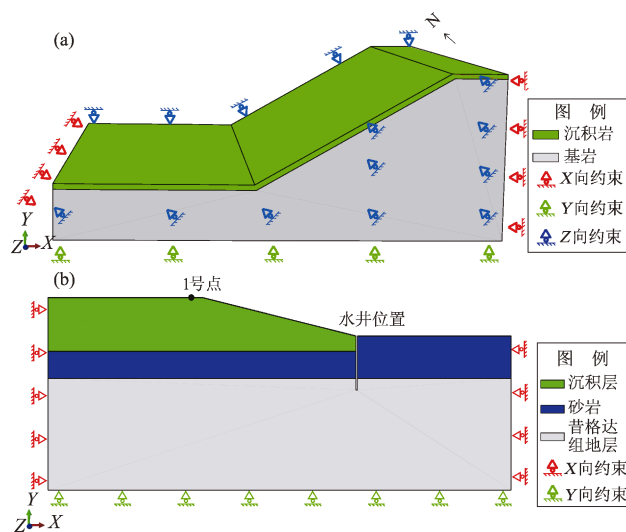 (a)
N
图 例
沉积岩
基岩
X向约束
Y向约束
Z向约束
Y
Z
X
(b)
1号点
水井位置
图 例
沉积层
砂岩
昔格达
组地层
X向约束
Y向约束
Y
Z
X